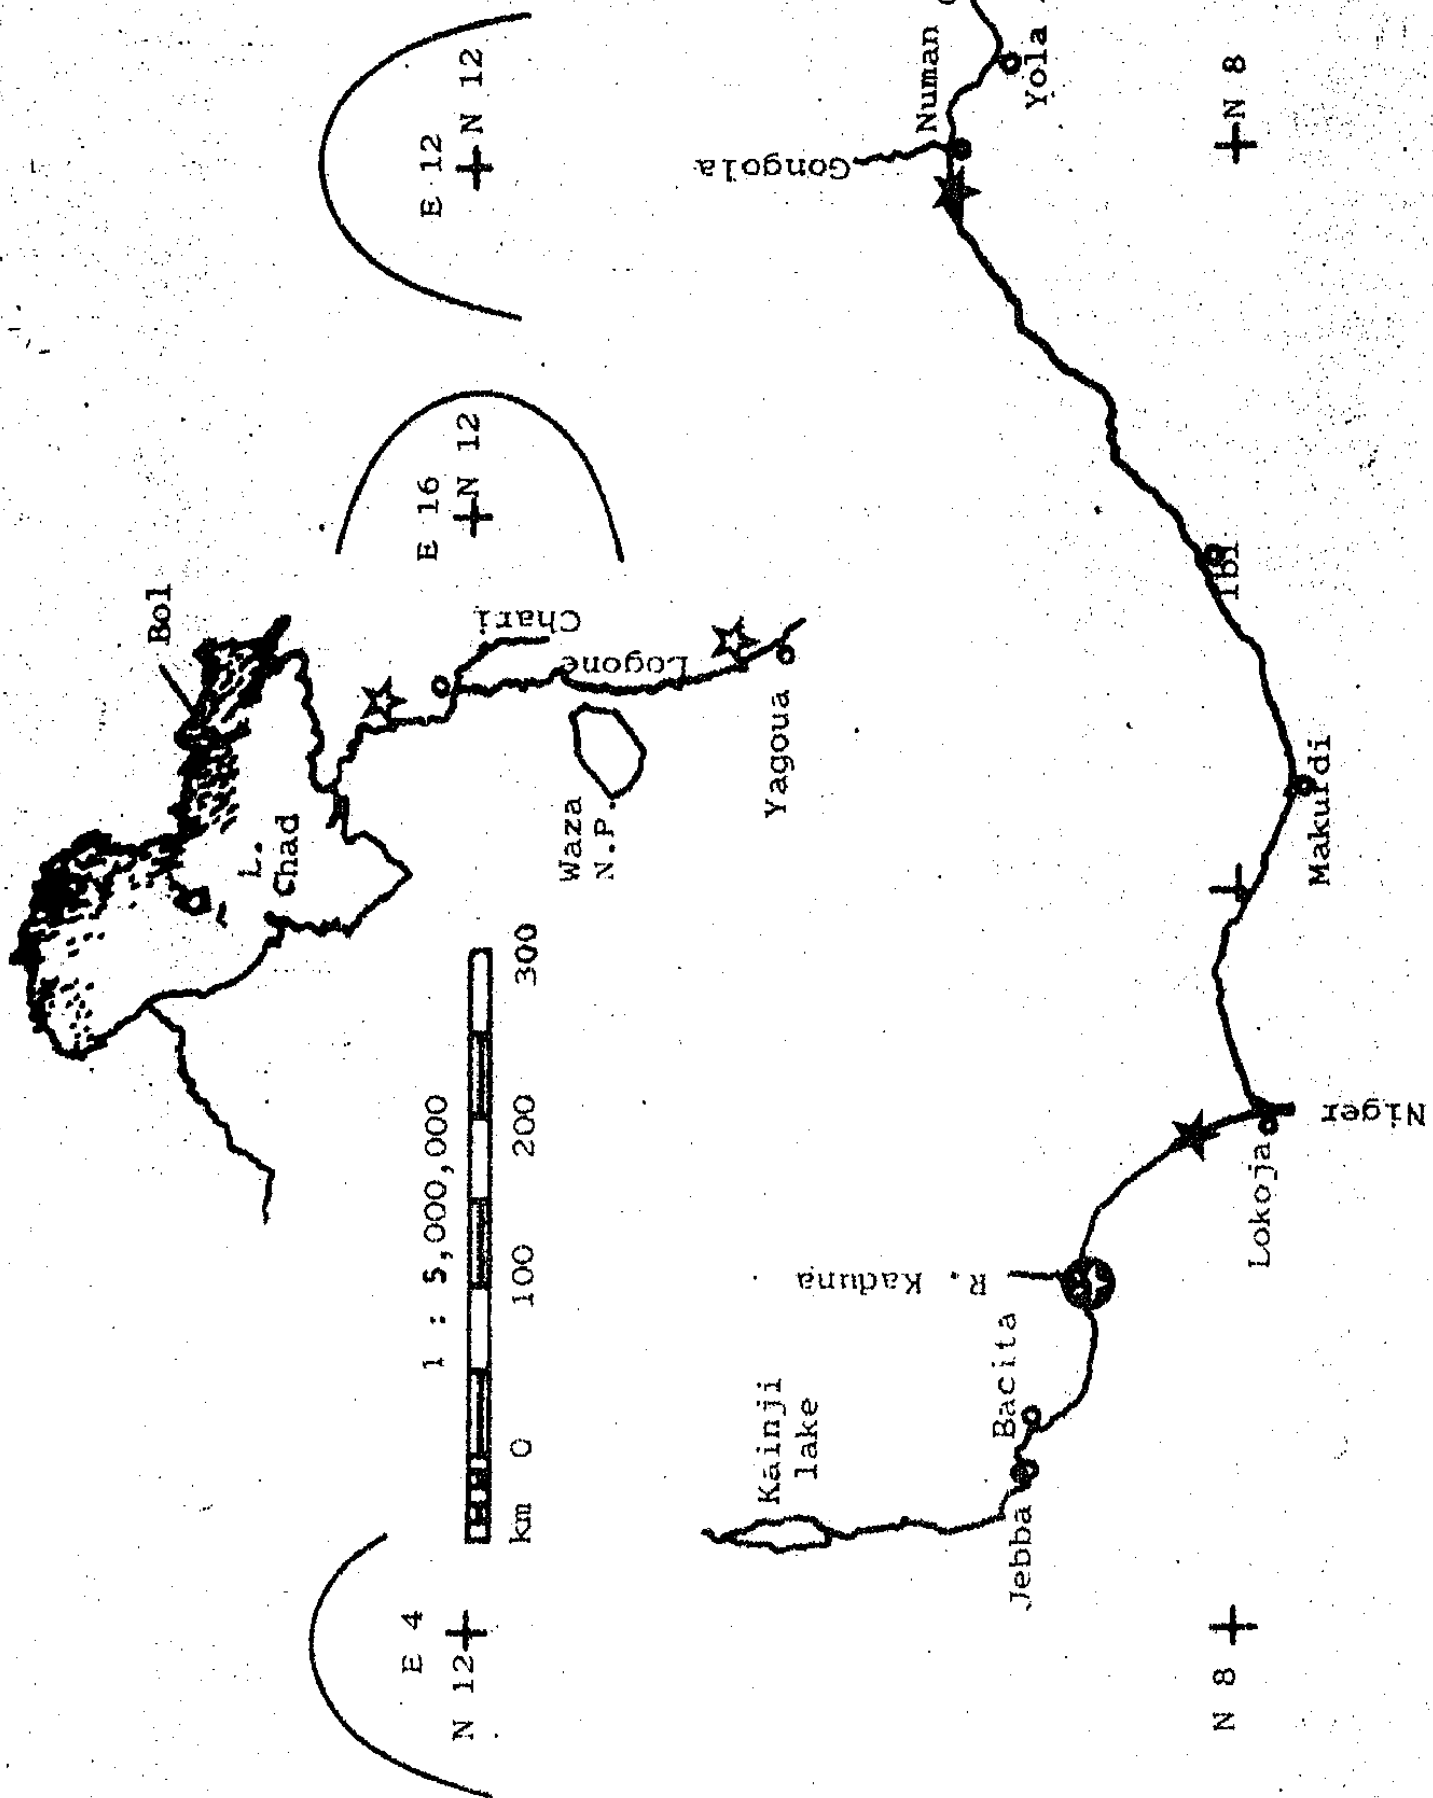 E 4
N 12
E 16
N 12
E 12
N 12
Bol
L.
Chad
Chari
Logone
Waza
N.P.
Yagoua
1 : 5,000,000
km 0 100 200 300
Kainji
lake
Jebba
Bacita
R. Kaduna
Lokoja
Niger
Makurdi
Ibi
Gongola
Numan
Yola
N 8
N 8